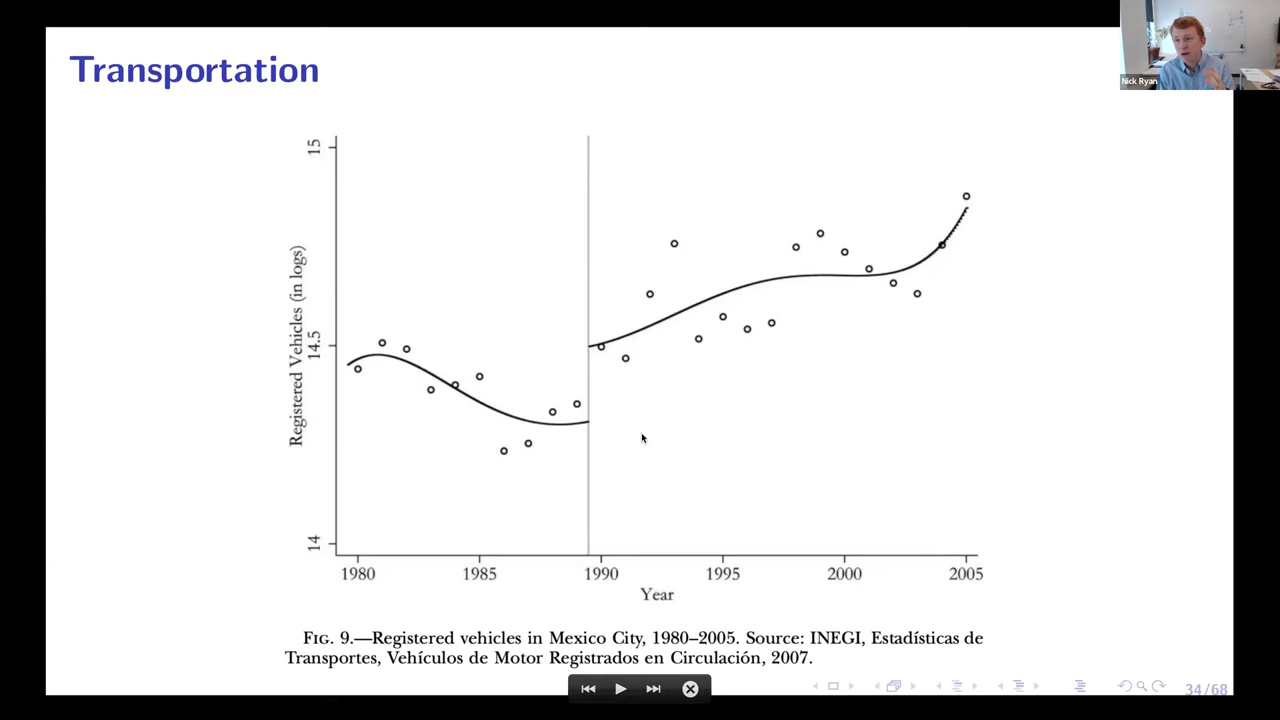 Transportation
Nick Ryan
15
14.5
14
Registered Vehicles (in logs)
1980 1985 1990 1995 2000 2005
Year
FIG. 9.—Registered vehicles in Mexico City, 1980–2005. Source: INEGI, Estadísticas de
Transportes, Vehículos de Motor Registrados en Circulación, 2007.
34/68